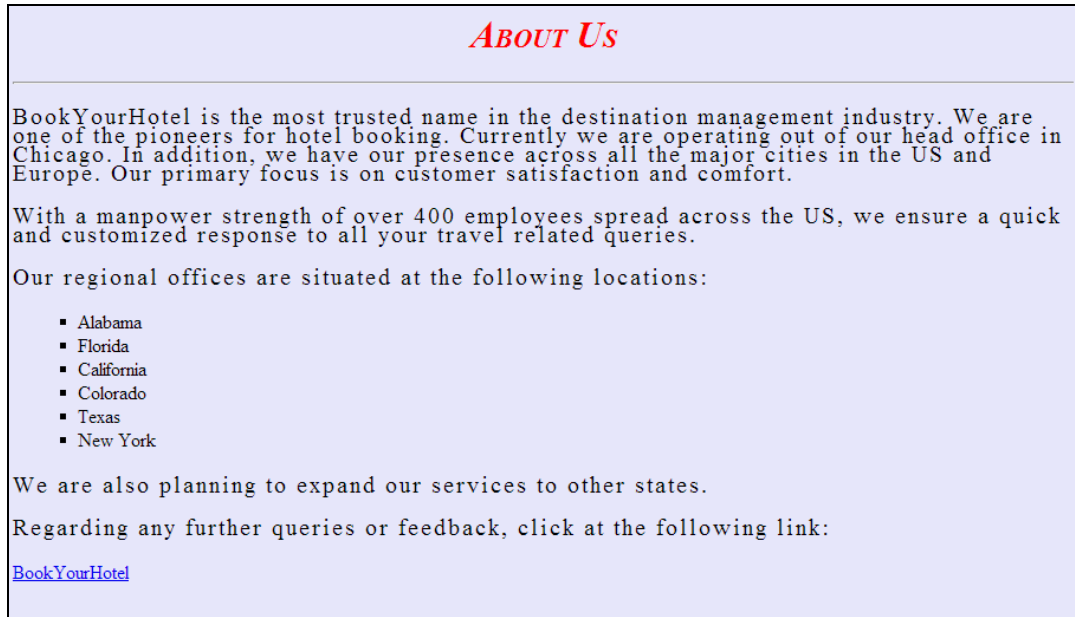 About Us
BookYourHotel is the most trusted name in the destination management industry. We are
one of the pioneers for hotel booking. Currently we are operating out of our head office in
Chicago. In addition, we have our presence across all the major cities in the US and
Europe. Our primary focus is on customer satisfaction and comfort.
With a manpower strength of over 400 employees spread across the US, we ensure a quick
and customized response to all your travel related queries.
Our regional offices are situated at the following locations:
▪ Alabama
▪ Florida
▪ California
▪ Colorado
▪ Texas
▪ New York
We are also planning to expand our services to other states.
Regarding any further queries or feedback, click at the following link:
BookYourHotel